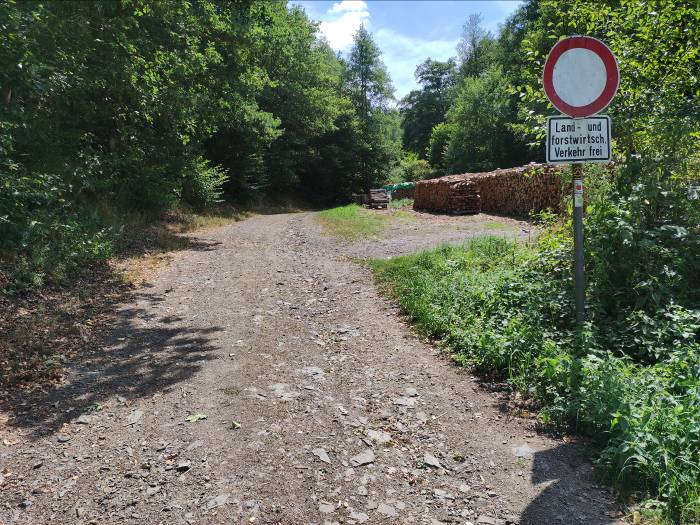 Land- und
forstwirtsch.
Verkehr frei